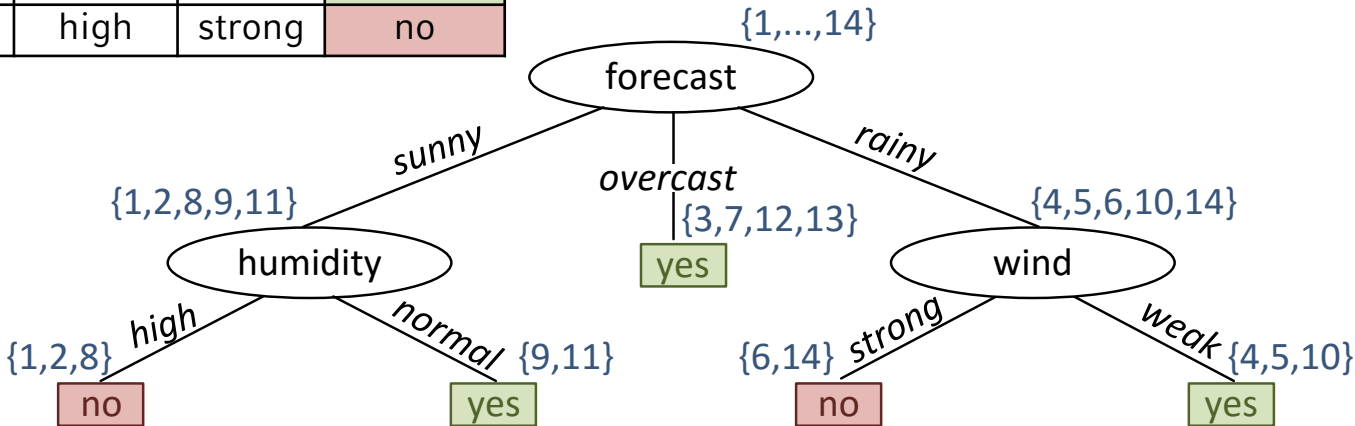 high strong no
{1,...,14}
forecast
sunny
overcast
rainy
{1,2,8,9,11}
{3,7,12,13}
{4,5,6,10,14}
humidity
yes
wind
high
normal
strong
weak
{1,2,8}
{9,11}
{6,14}
{4,5,10}
no
yes
no
yes